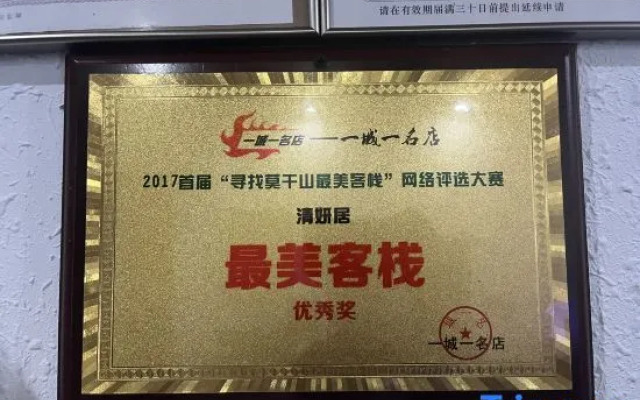 请在有效期届满三十日前提出延续申请
一城一名店——一城一名店
2017首届“寻找莫干山最美客栈”网络评选大赛
清妍居
最美客栈
优秀奖
一城一名店